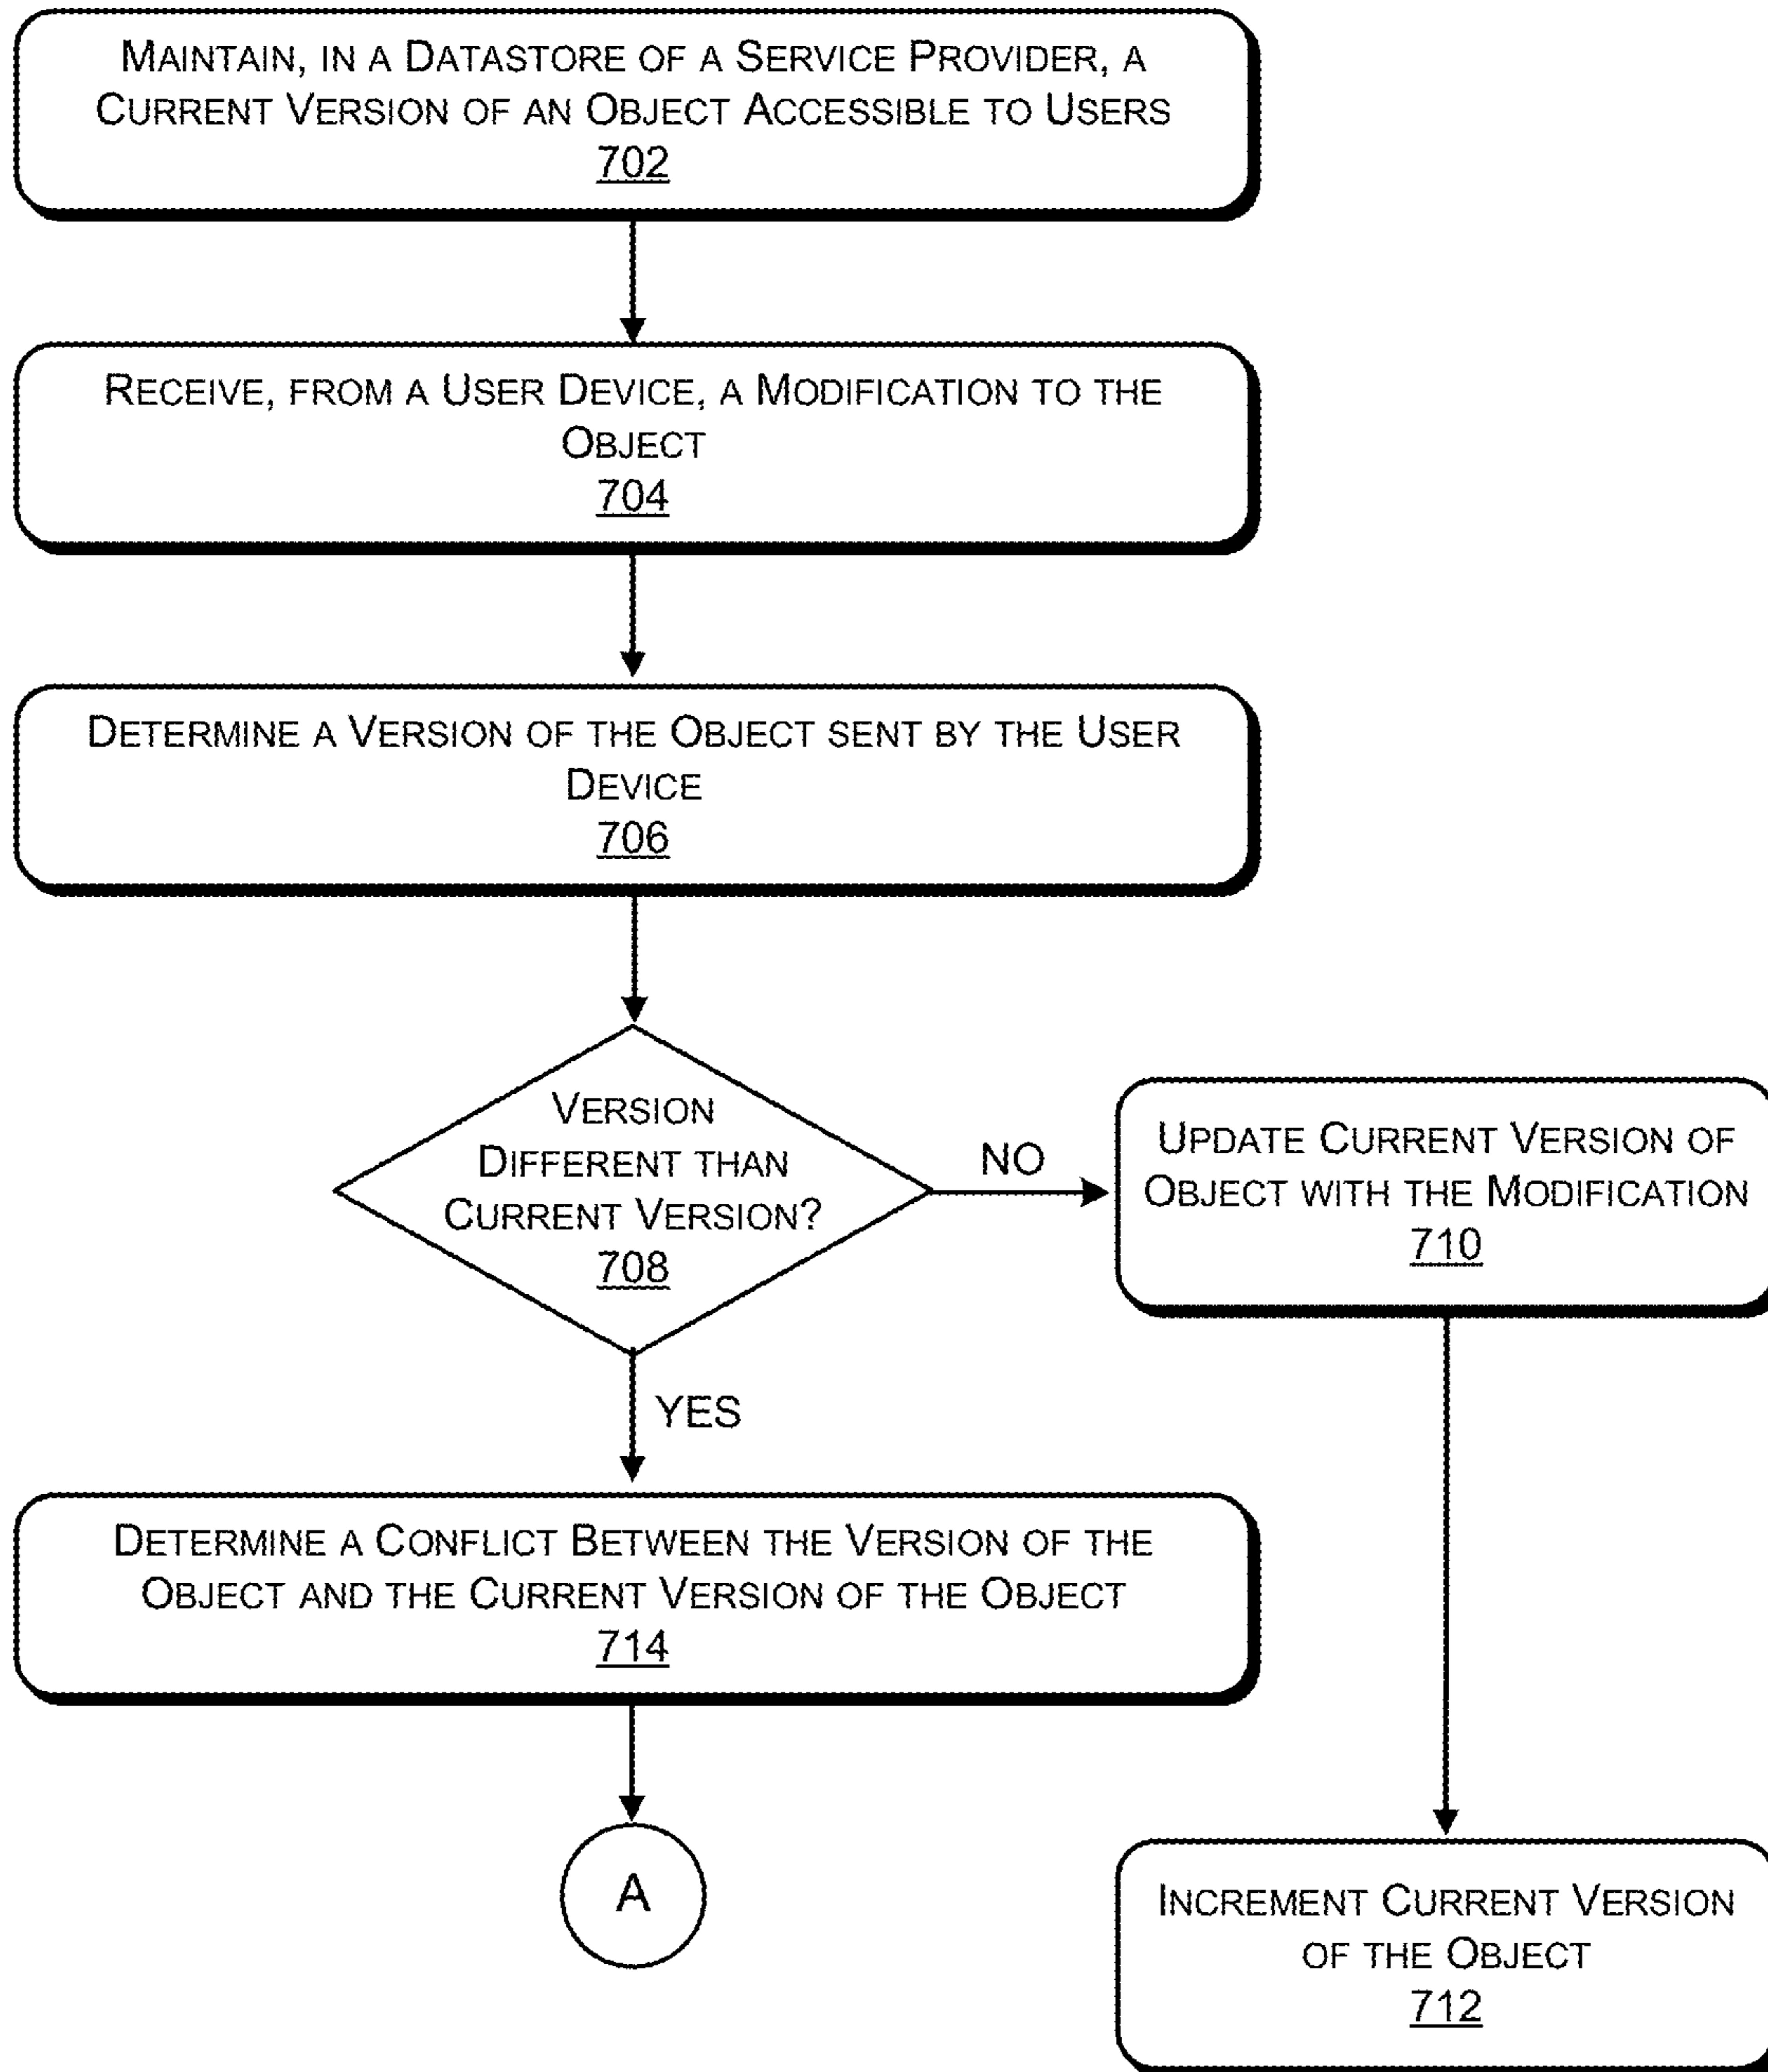 MAINTAIN, IN A DATASTORE OF A SERVICE PROVIDER, A
CURRENT VERSION OF AN OBJECT ACCESSIBLE TO USERS
702
RECEIVE, FROM A USER DEVICE, A MODIFICATION TO THE
OBJECT
704
DETERMINE A VERSION OF THE OBJECT SENT BY THE USER
DEVICE
706
VERSION
DIFFERENT THAN
CURRENT VERSION?
708
NO
UPDATE CURRENT VERSION OF
OBJECT WITH THE MODIFICATION
710
YES
DETERMINE A CONFLICT BETWEEN THE VERSION OF THE
OBJECT AND THE CURRENT VERSION OF THE OBJECT
714
A
INCREMENT CURRENT VERSION
OF THE OBJECT
712